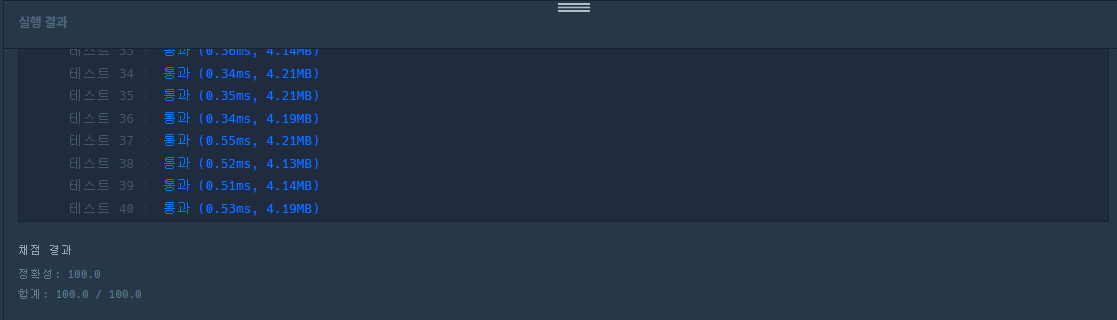 실행 결과
테스트 33 〉 통과 (0.36ms, 4.14MB)
테스트 34 〉 통과 (0.34ms, 4.21MB)
테스트 35 〉 통과 (0.35ms, 4.21MB)
테스트 36 〉 통과 (0.34ms, 4.19MB)
테스트 37 〉 통과 (0.55ms, 4.21MB)
테스트 38 〉 통과 (0.52ms, 4.13MB)
테스트 39 〉 통과 (0.51ms, 4.14MB)
테스트 40 〉 통과 (0.53ms, 4.19MB)
채점 결과
정확성: 100.0
합계: 100.0 / 100.0